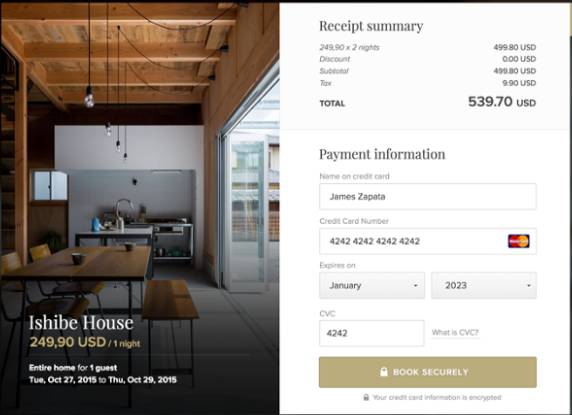 Ishibe House
249,90 USD / 1 night
Entire home for 1 guest
Tue, Oct 27, 2015 to Thu, Oct 29, 2015
Receipt summary
249,90 x 2 nights 499.80 USD
Discount 0.00 USD
Subtotal 499.80 USD
Tax 9.90 USD
TOTAL 539.70 USD
Payment information
Name on credit card
James Zapata
Credit Card Number
4242 4242 4242 4242 MasterCard
Expires on
January 2023
CVC
4242 What is CVC?
BOOK SECURELY
Your credit card information is encrypted